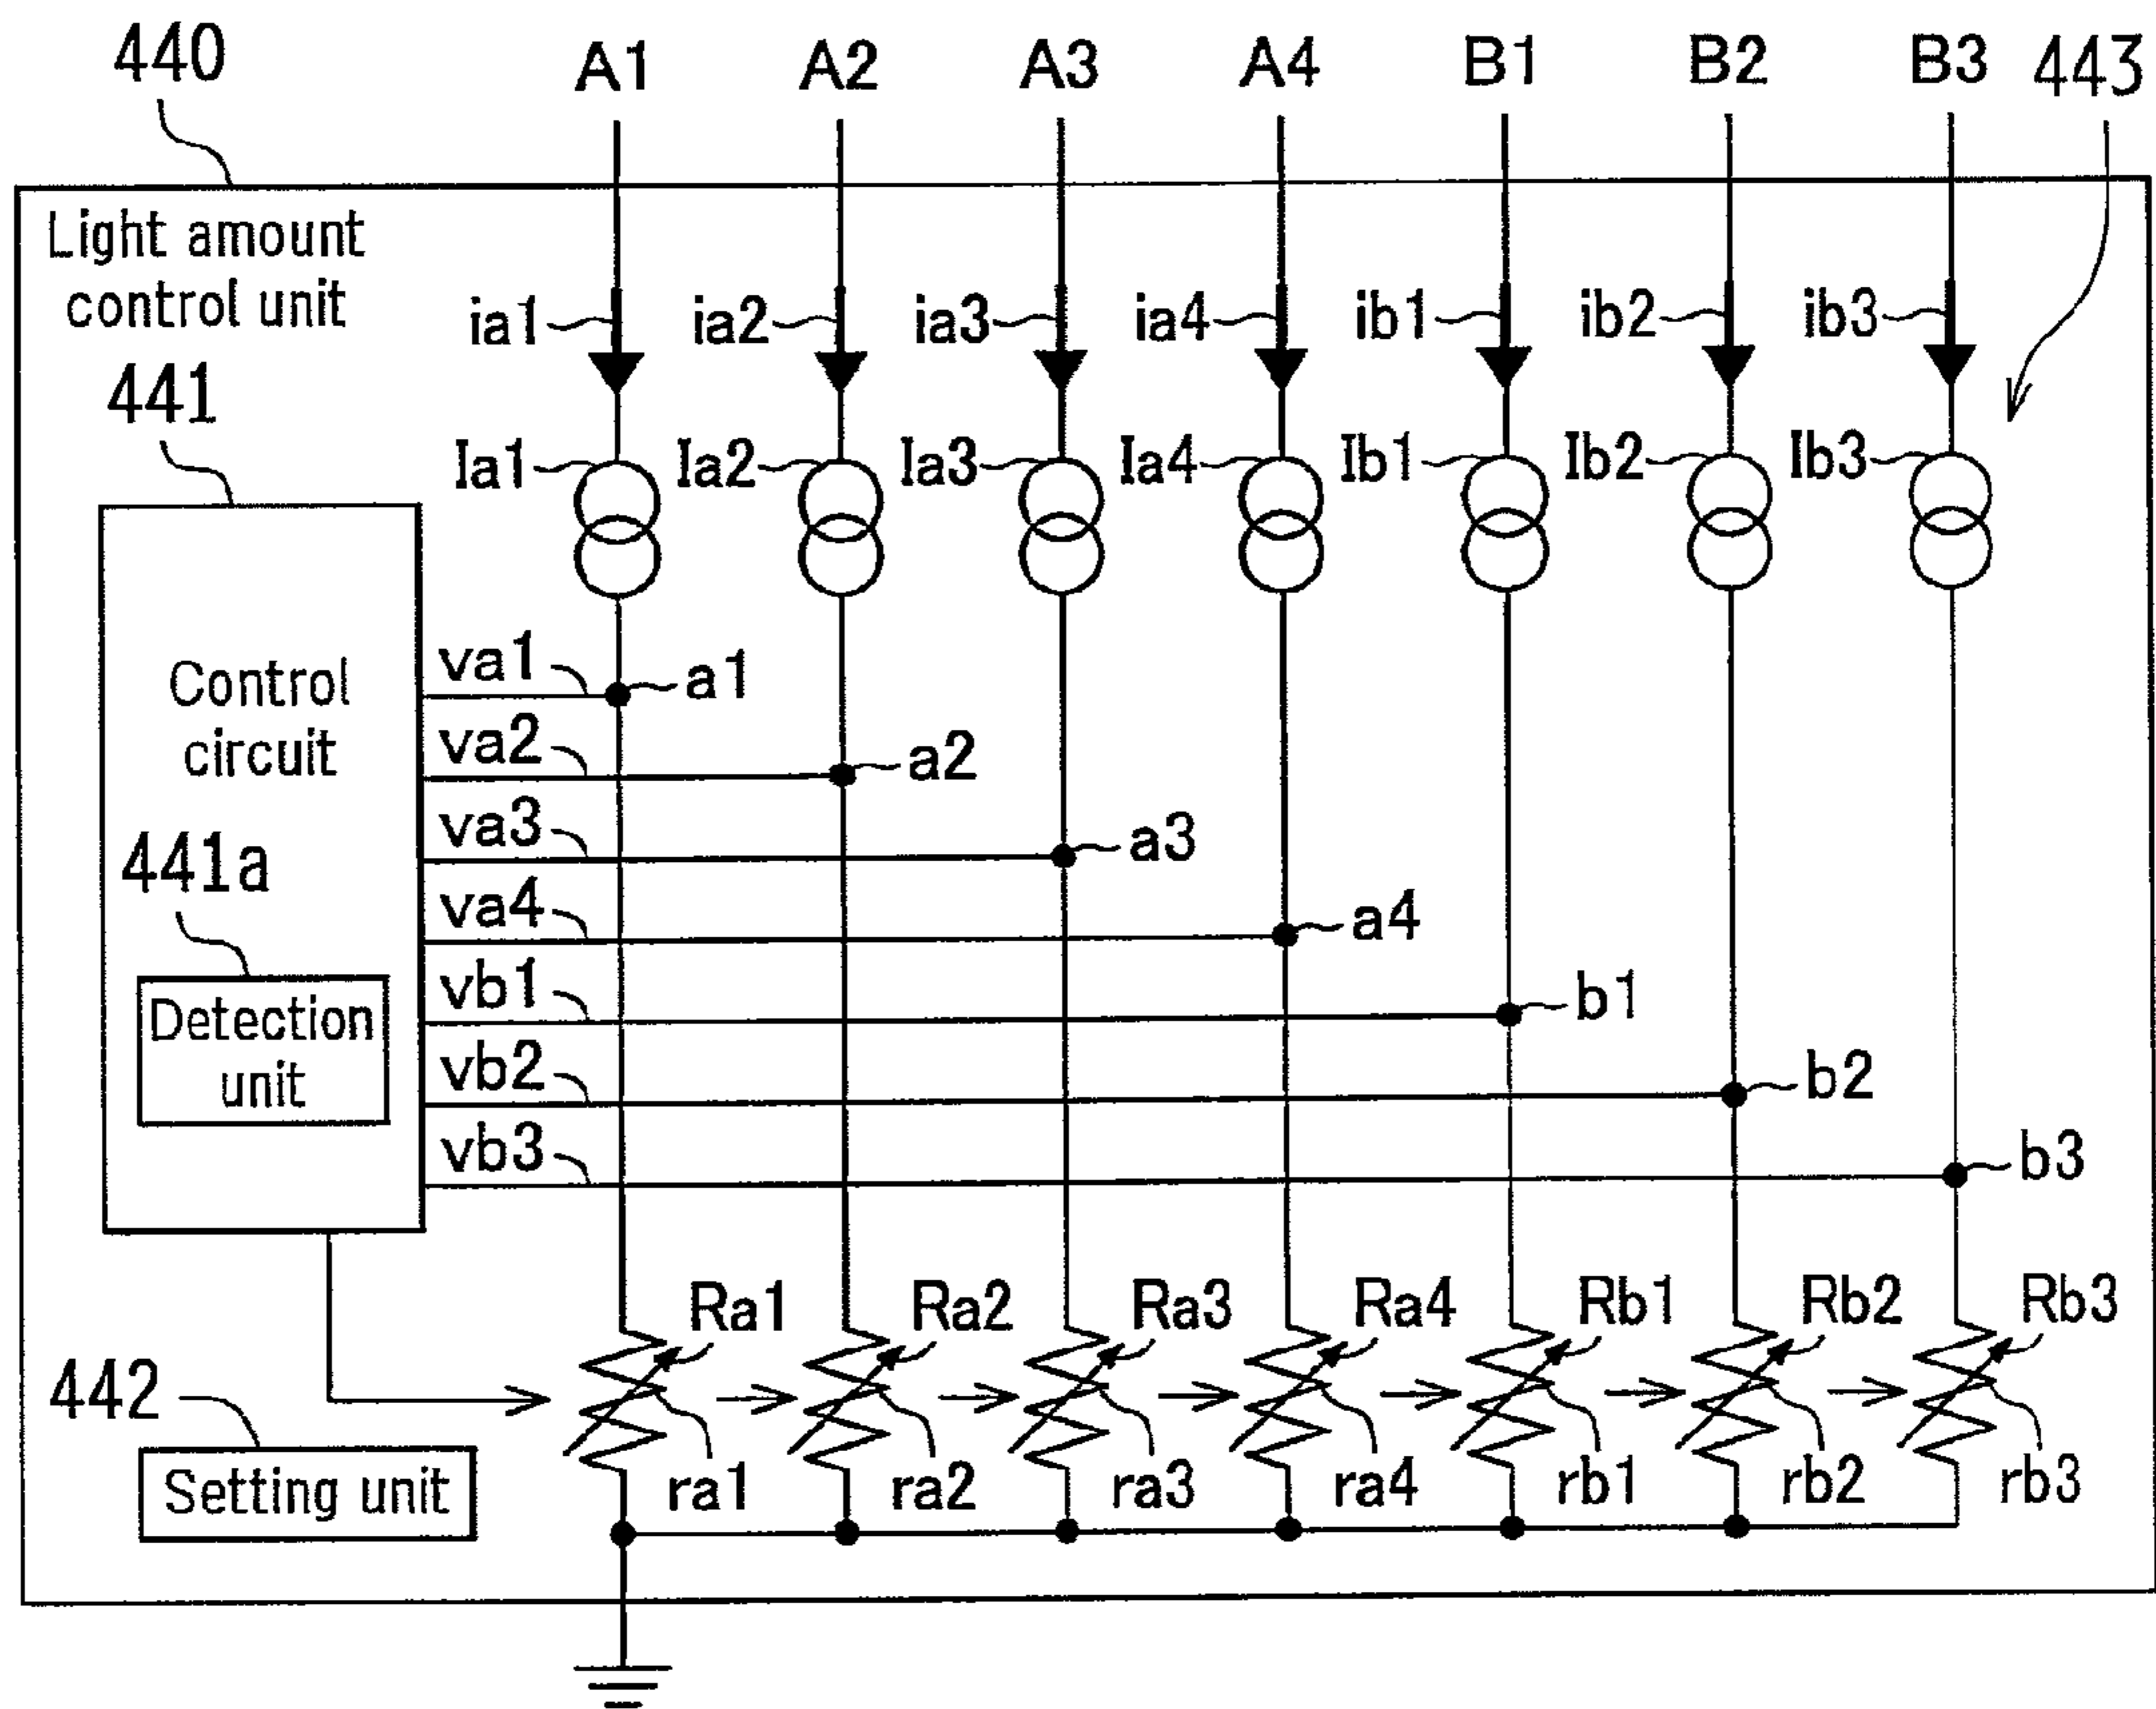 440 A1 A2 A3 A4 B1 B2 B3 443
Light amount
control unit
ia1 ia2 ia3 ia4 ib1 ib2 ib3
441
Ia1 Ia2 Ia3 Ia4 Ib1 Ib2 Ib3
Control
circuit
va1 a1
va2 a2
va3 a3
441a
va4 a4
Detection
unit
vb1 b1
vb2 b2
vb3 b3
Ra1 Ra2 Ra3 Ra4 Rb1 Rb2 Rb3
442
Setting unit
ra1 ra2 ra3 ra4 rb1 rb2 rb3